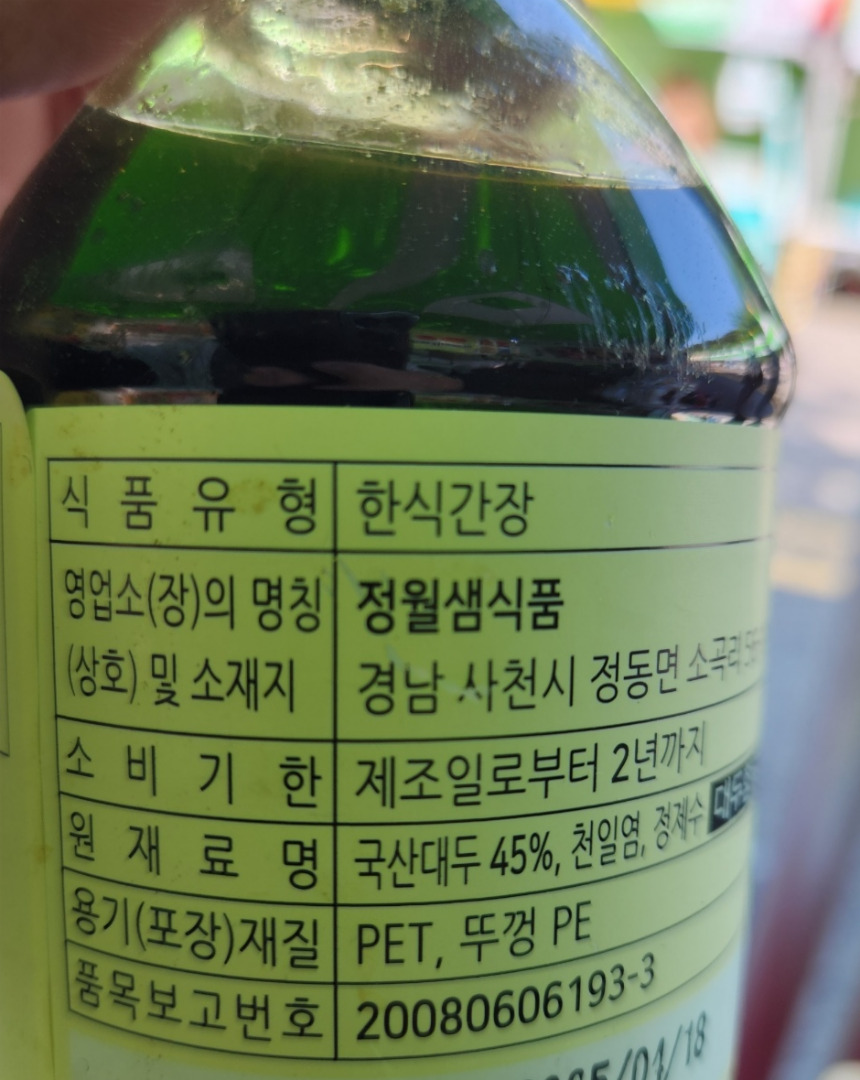 식품유형 한식간장
영업소(장)의 명칭 정월샘식품
(상호) 및 소재지 경남 사천시 정동면 소곡리
소비기한 제조일로부터 2년까지
원재료명 국산대두 45%, 천일염, 정제수
용기(포장)재질 PET, 뚜껑 PE
품목보고번호 20080606193-3